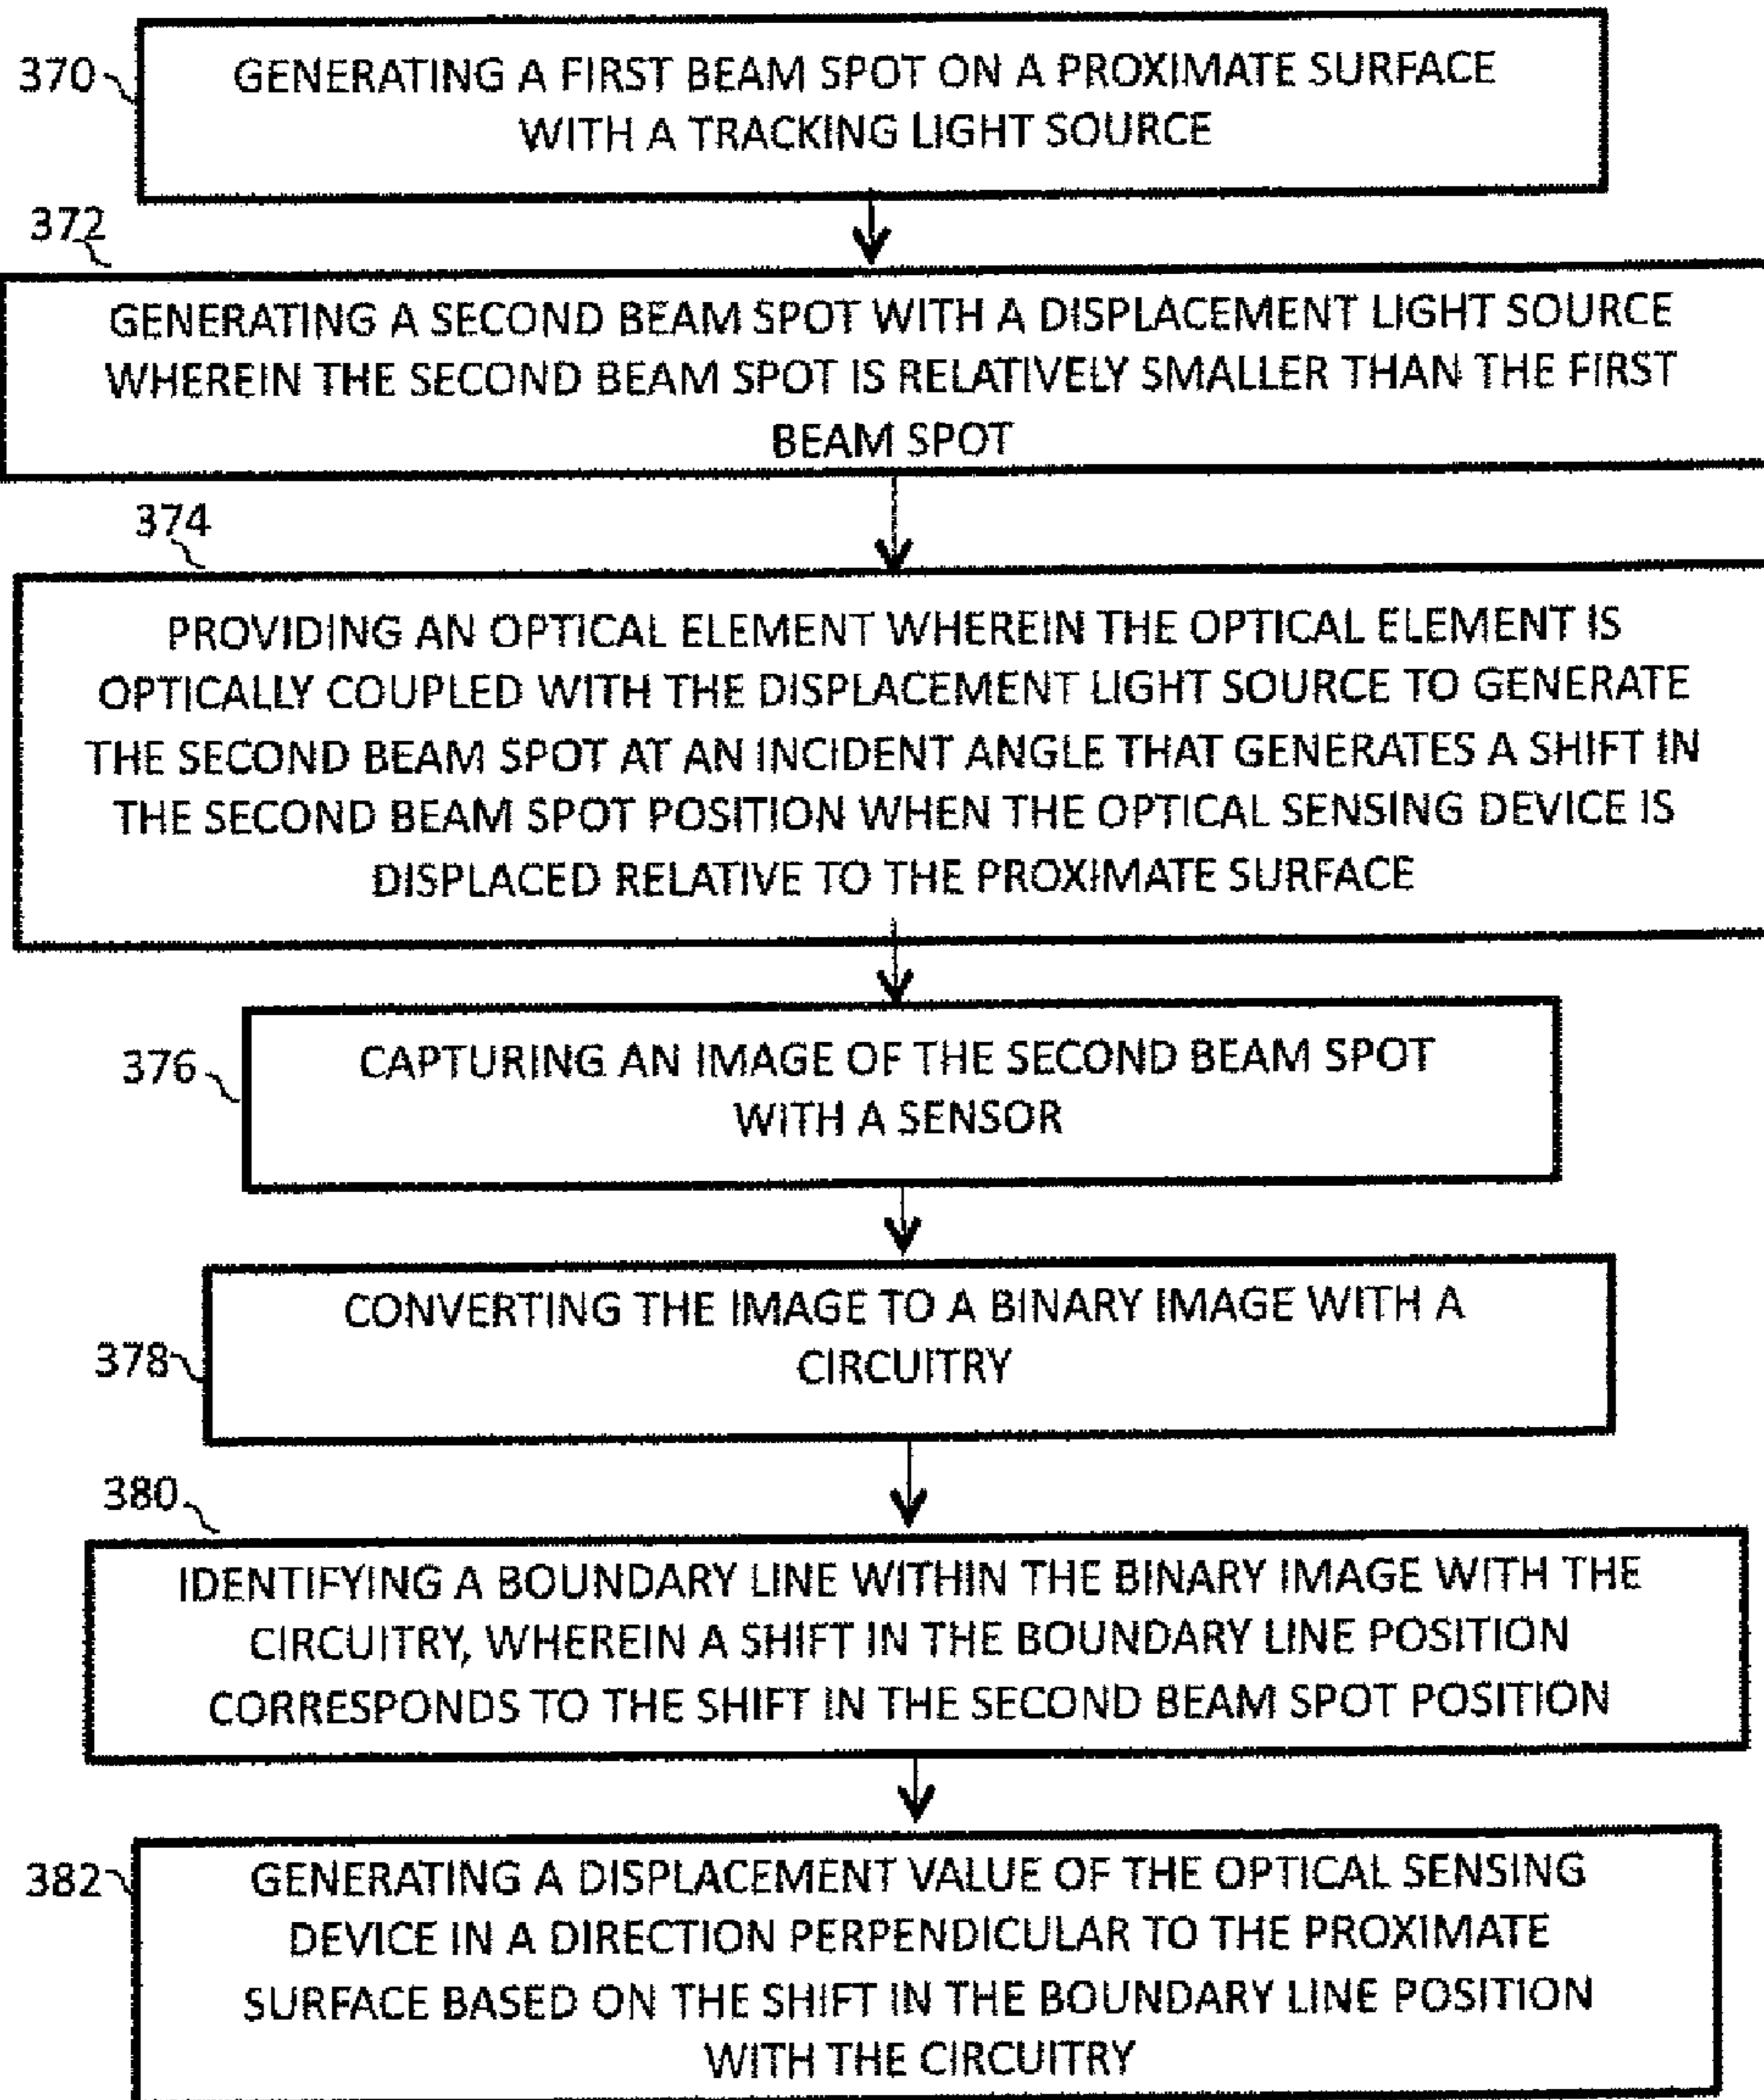 370
GENERATING A FIRST BEAM SPOT ON A PROXIMATE SURFACE
WITH A TRACKING LIGHT SOURCE
372
GENERATING A SECOND BEAM SPOT WITH A DISPLACEMENT LIGHT SOURCE
WHEREIN THE SECOND BEAM SPOT IS RELATIVELY SMALLER THAN THE FIRST
BEAM SPOT
374
PROVIDING AN OPTICAL ELEMENT WHEREIN THE OPTICAL ELEMENT IS
OPTICALLY COUPLED WITH THE DISPLACEMENT LIGHT SOURCE TO GENERATE
THE SECOND BEAM SPOT AT AN INCIDENT ANGLE THAT GENERATES A SHIFT IN
THE SECOND BEAM SPOT POSITION WHEN THE OPTICAL SENSING DEVICE IS
DISPLACED RELATIVE TO THE PROXIMATE SURFACE
376
CAPTURING AN IMAGE OF THE SECOND BEAM SPOT
WITH A SENSOR
378
CONVERTING THE IMAGE TO A BINARY IMAGE WITH A
CIRCUITRY
380
IDENTIFYING A BOUNDARY LINE WITHIN THE BINARY IMAGE WITH THE
CIRCUITRY, WHEREIN A SHIFT IN THE BOUNDARY LINE POSITION
CORRESPONDS TO THE SHIFT IN THE SECOND BEAM SPOT POSITION
382
GENERATING A DISPLACEMENT VALUE OF THE OPTICAL SENSING
DEVICE IN A DIRECTION PERPENDICULAR TO THE PROXIMATE
SURFACE BASED ON THE SHIFT IN THE BOUNDARY LINE POSITION
WITH THE CIRCUITRY